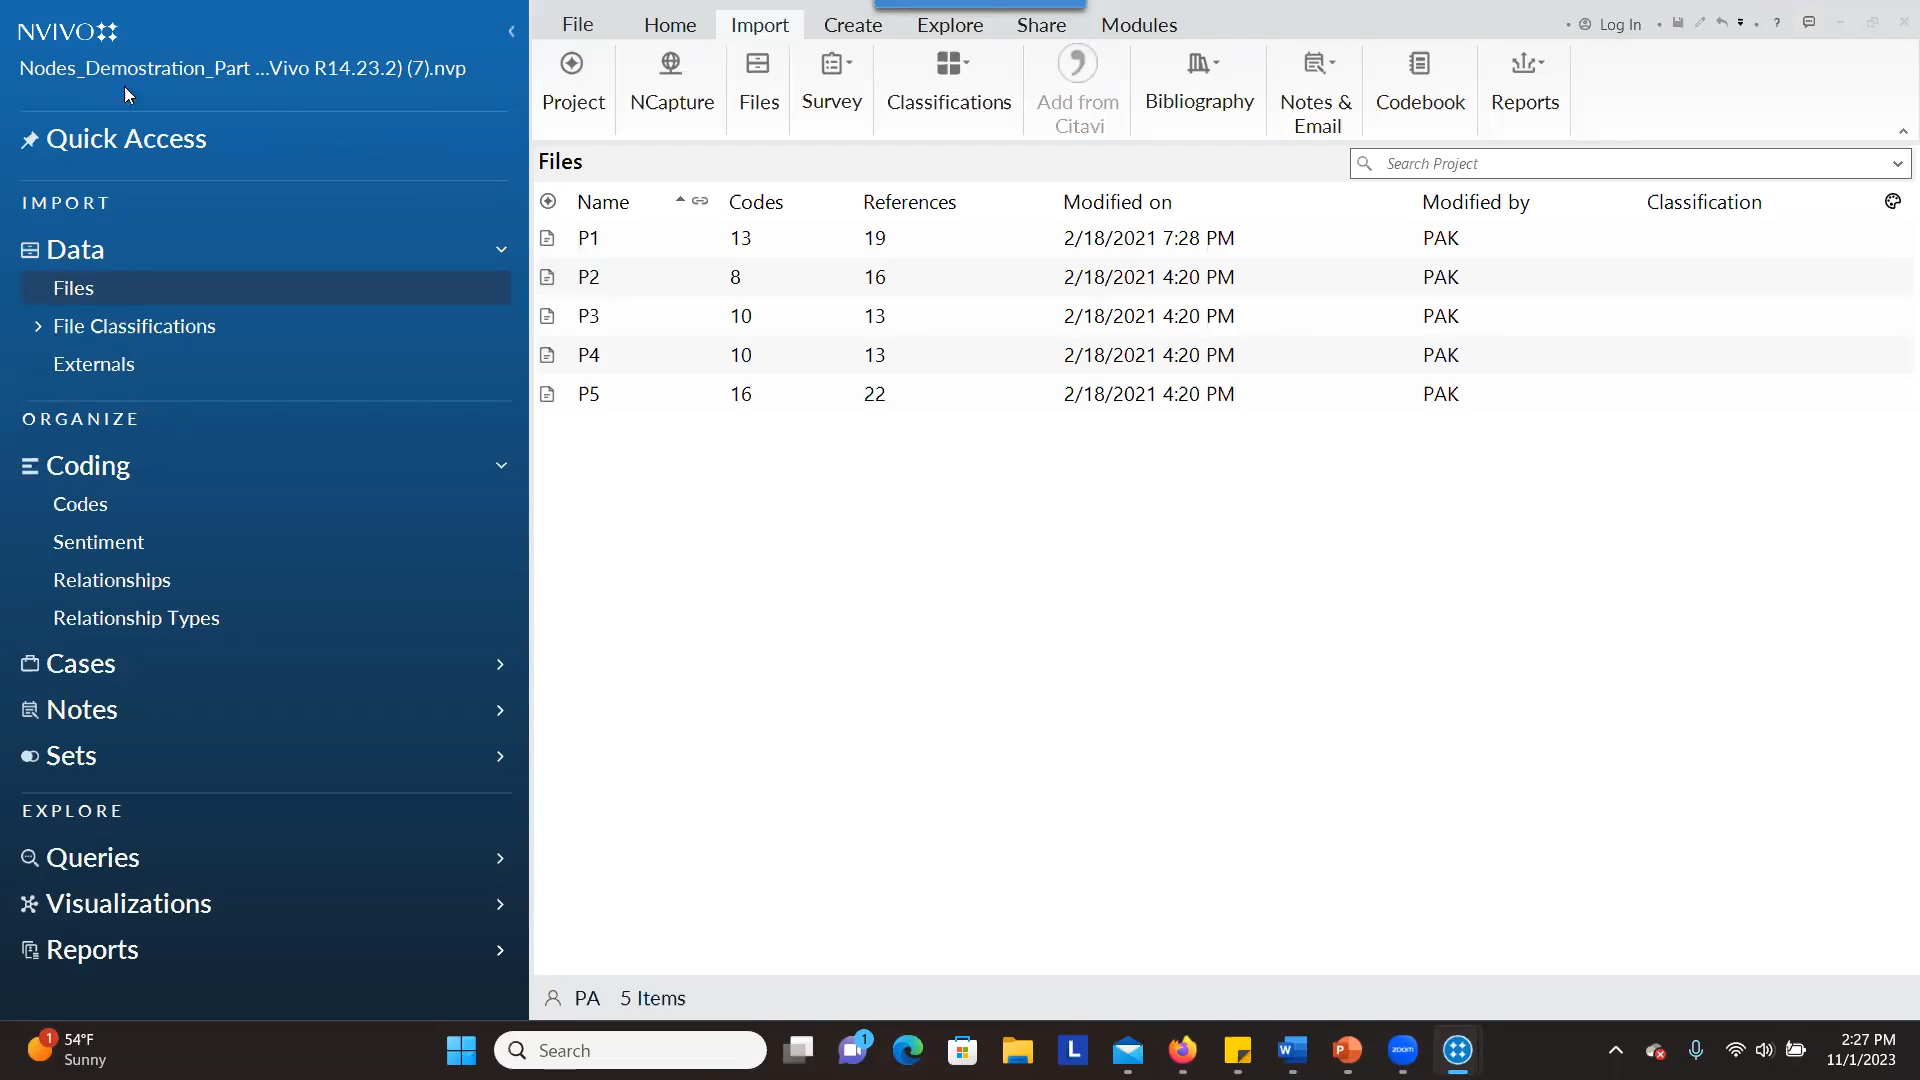 NVIVO
Nodes_Demostration_Part ...Vivo R14.23.2) (7).nvp
Quick Access
IMPORT
Data
Files
File Classifications
Externals
ORGANIZE
Coding
Codes
Sentiment
Relationships
Relationship Types
Cases
Notes
Sets
EXPLORE
Queries
Visualizations
Reports
File Home Import Create Explore Share Modules
Log In ?
Project NCapture Files Survey Classifications Add from Citavi Bibliography Notes & Email Codebook Reports
Files
Search Project
Name Codes References Modified on Modified by Classification
P1 13 19 2/18/2021 7:28 PM PAK
P2 8 16 2/18/2021 4:20 PM PAK
P3 10 13 2/18/2021 4:20 PM PAK
P4 10 13 2/18/2021 4:20 PM PAK
P5 16 22 2/18/2021 4:20 PM PAK
PA 5 Items
1 54°F
Sunny
Search
1
L
W
P
zoom
2:27 PM
11/1/2023